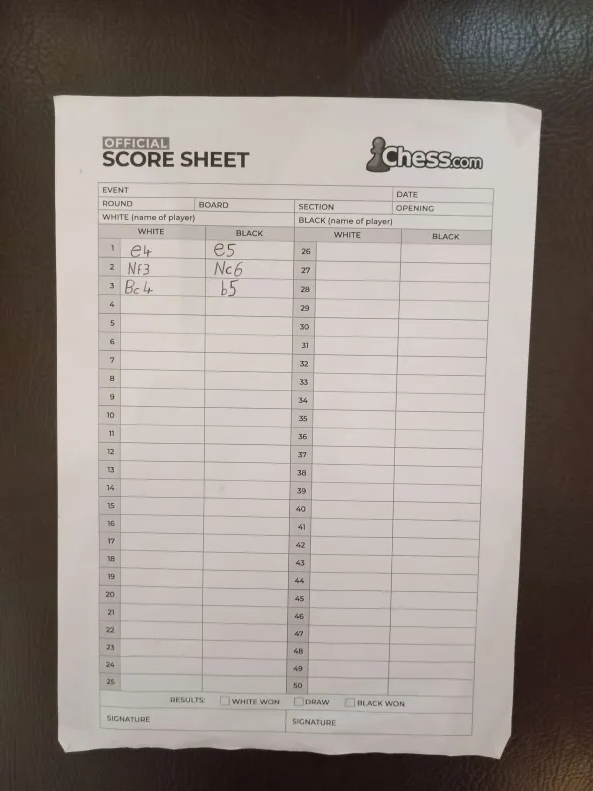 OFFICIAL
SCORE SHEET
Chess.com
EVENT DATE
ROUND BOARD SECTION OPENING
WHITE (name of player) BLACK (name of player)
WHITE BLACK WHITE BLACK
1 e4 e5 26
2 Nf3 Nc6 27
3 Bc4 b5 28
4 29
5 30
6 31
7 32
8 33
9 34
10 35
11 36
12 37
13 38
14 39
15 40
16 41
17 42
18 43
19 44
20 45
21 46
22 47
23 48
24 49
25 50
RESULTS: WHITE WON DRAW BLACK WON
SIGNATURE SIGNATURE